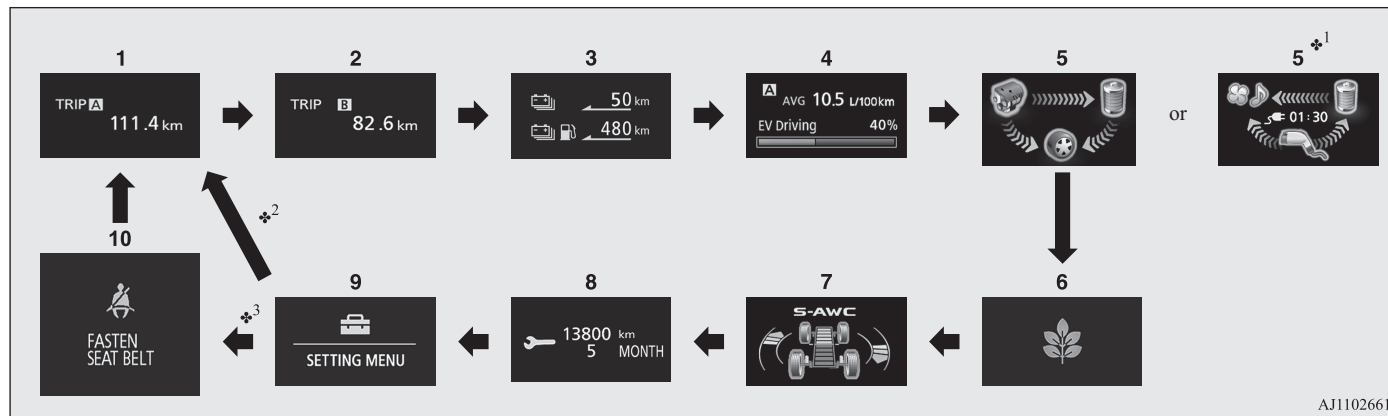 1
TRIP A
111.4 km
2
TRIP B
82.6 km
3
50 km
480 km
4
A AVG 10.5 L/100km
EV Driving 40%
5
or
5 ✤1
01:30
✤2
10
FASTEN
SEAT BELT
✤3
9
SETTING MENU
8
13800 km
5 MONTH
7
S-AWC
6
AJ1102661